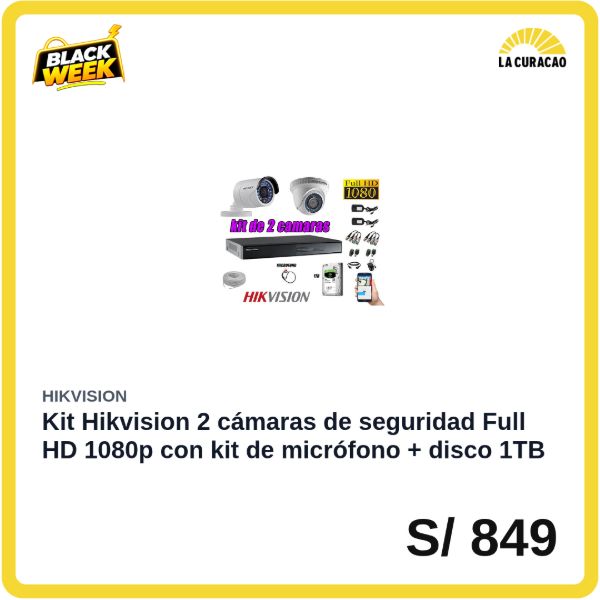 BLACK
WEEK
LA CURACAO
Full HD
1080
kit de 2 camaras
HIKVISION
HIKVISION
Kit Hikvision 2 cámaras de seguridad Full
HD 1080p con kit de micrófono + disco 1TB
S/ 849